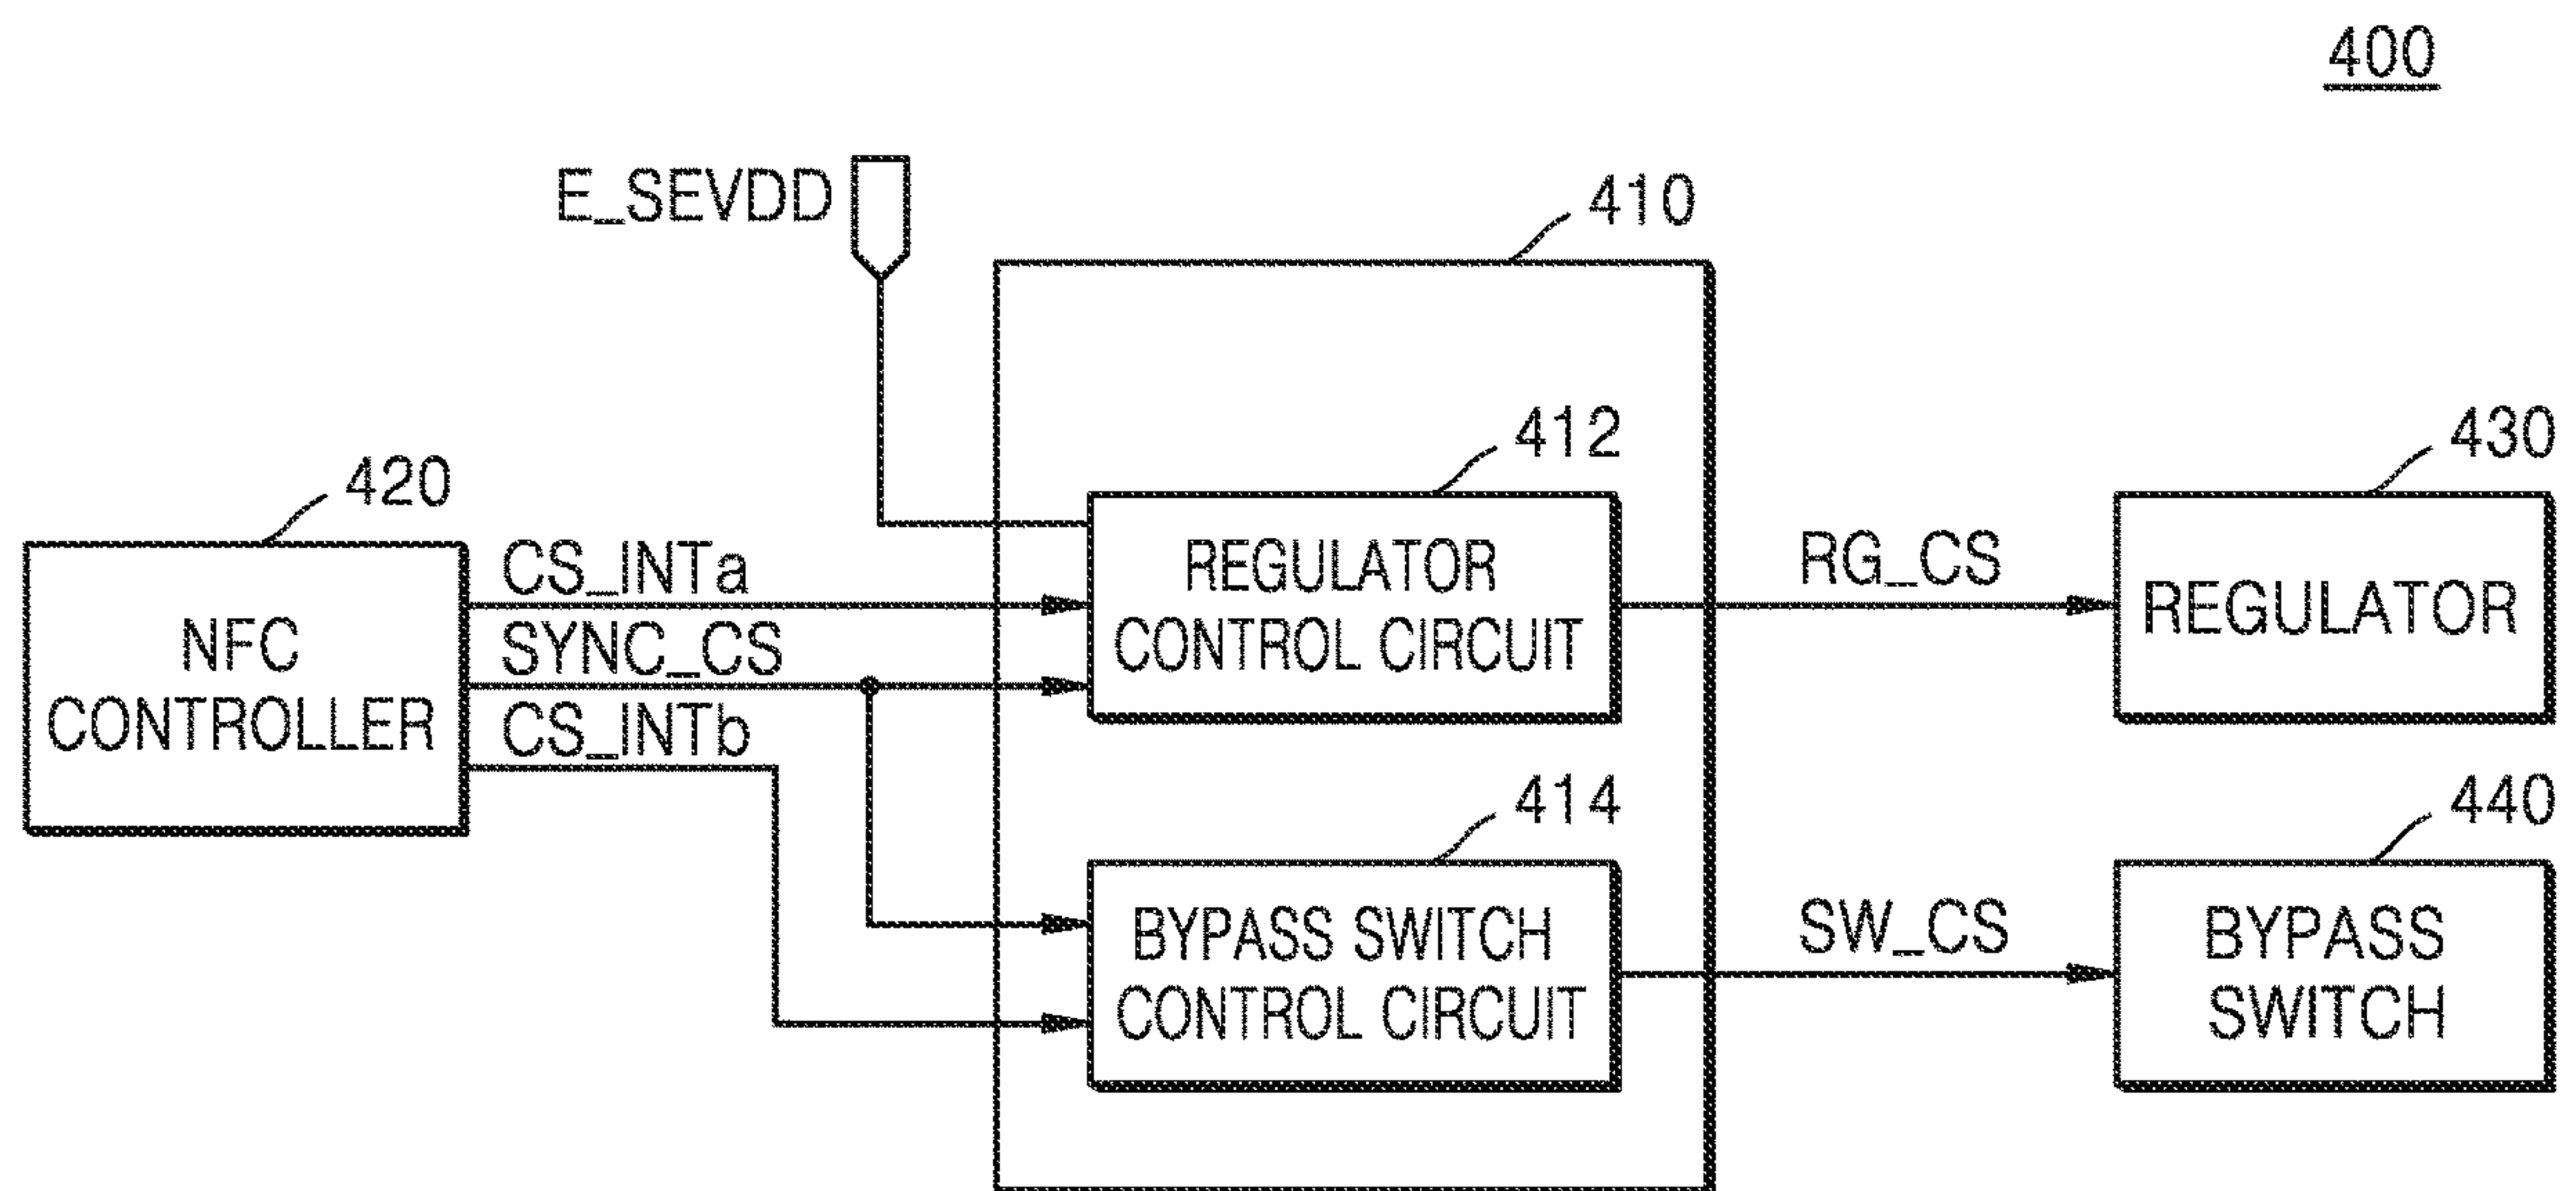 400
E_SEVDD
410
412
430
420
CS_INTa
REGULATOR
CONTROL CIRCUIT
RG_CS
REGULATOR
NFC
CONTROLLER
SYNC_CS
CS_INTb
414
440
BYPASS SWITCH
CONTROL CIRCUIT
SW_CS
BYPASS
SWITCH